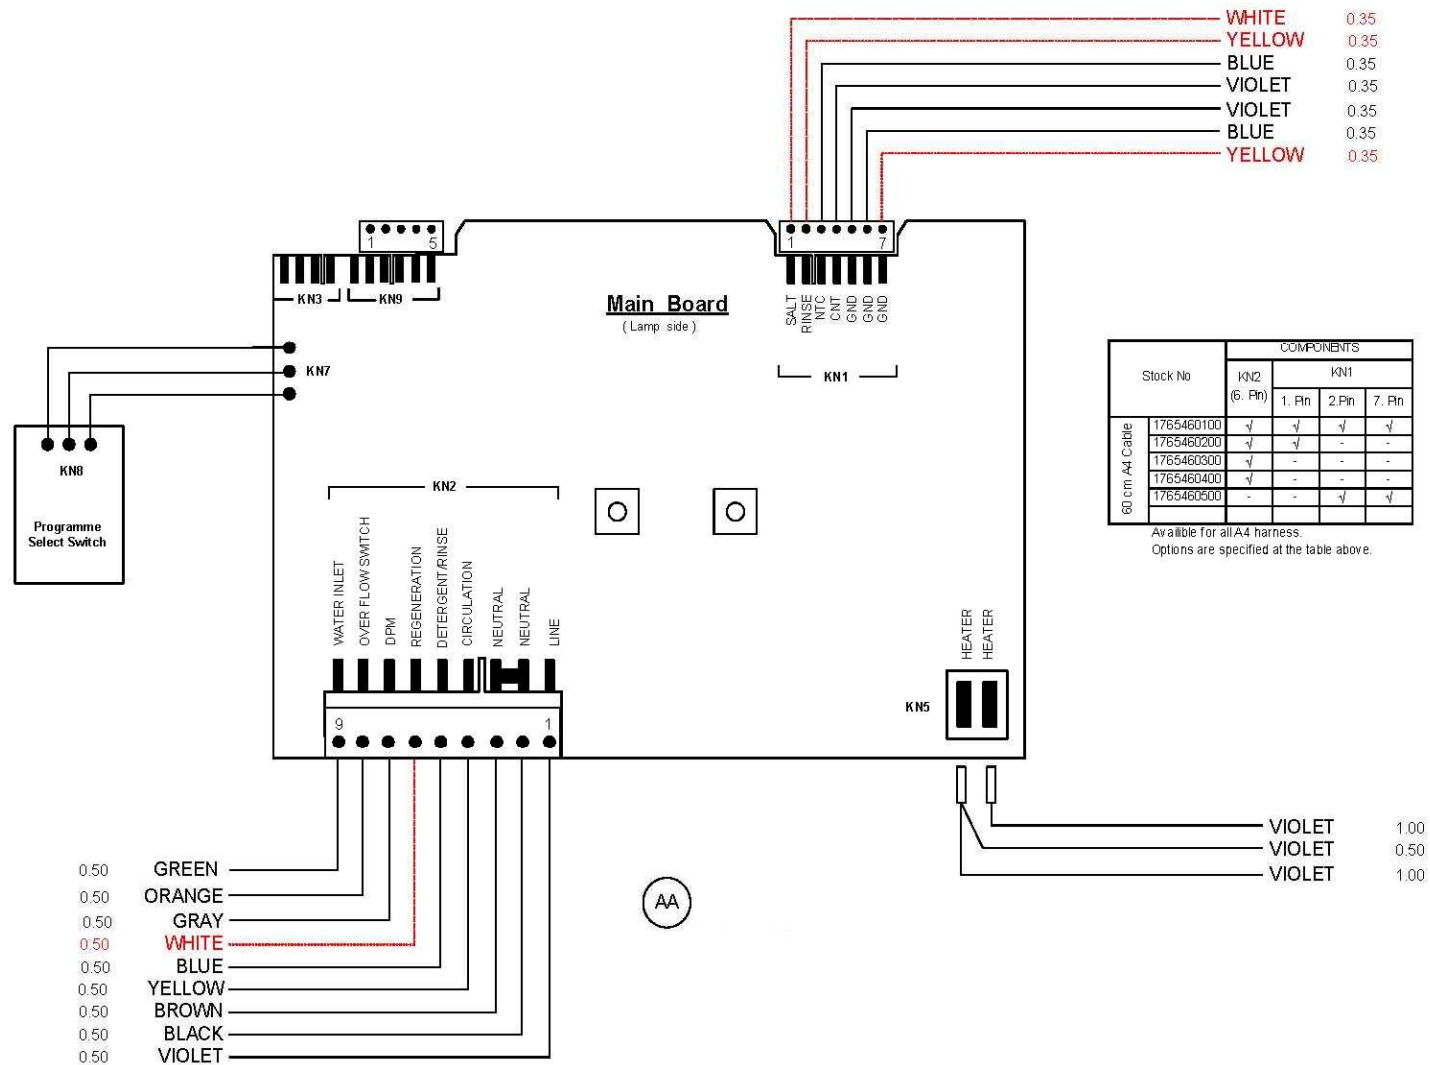 WHITE 0.35
YELLOW 0.35
BLUE 0.35
VIOLET 0.35
VIOLET 0.35
BLUE 0.35
YELLOW 0.35
1 5
1 7
KN3 KN9
Main Board
( Lamp side )
SALT
RINSE
NTC
CNT
GND
GND
GND
KN1
KN7
KN8
Programme
Select Switch
COMPONENTS
Stock No KN2 KN1
(6. Pin) 1. Pin 2.Pin 7. Pin
60 cm A4 Cable
1765460100 √ √ √ √
1765460200 √ √ - -
1765460300 √ - - -
1765460400 √ - - -
1765460500 - - √ √
Availible for all A4 harness.
Options are specified at the table above.
KN2
WATER INLET
OVER FLOW SWITCH
DPM
REGENERATION
DETERGENT/RINSE
CIRCULATION
NEUTRAL
NEUTRAL
LINE
9 1
HEATER
HEATER
KN5
VIOLET 1.00
VIOLET 0.50
VIOLET 1.00
AA
0.50 GREEN
0.50 ORANGE
0.50 GRAY
0.50 WHITE
0.50 BLUE
0.50 YELLOW
0.50 BROWN
0.50 BLACK
0.50 VIOLET